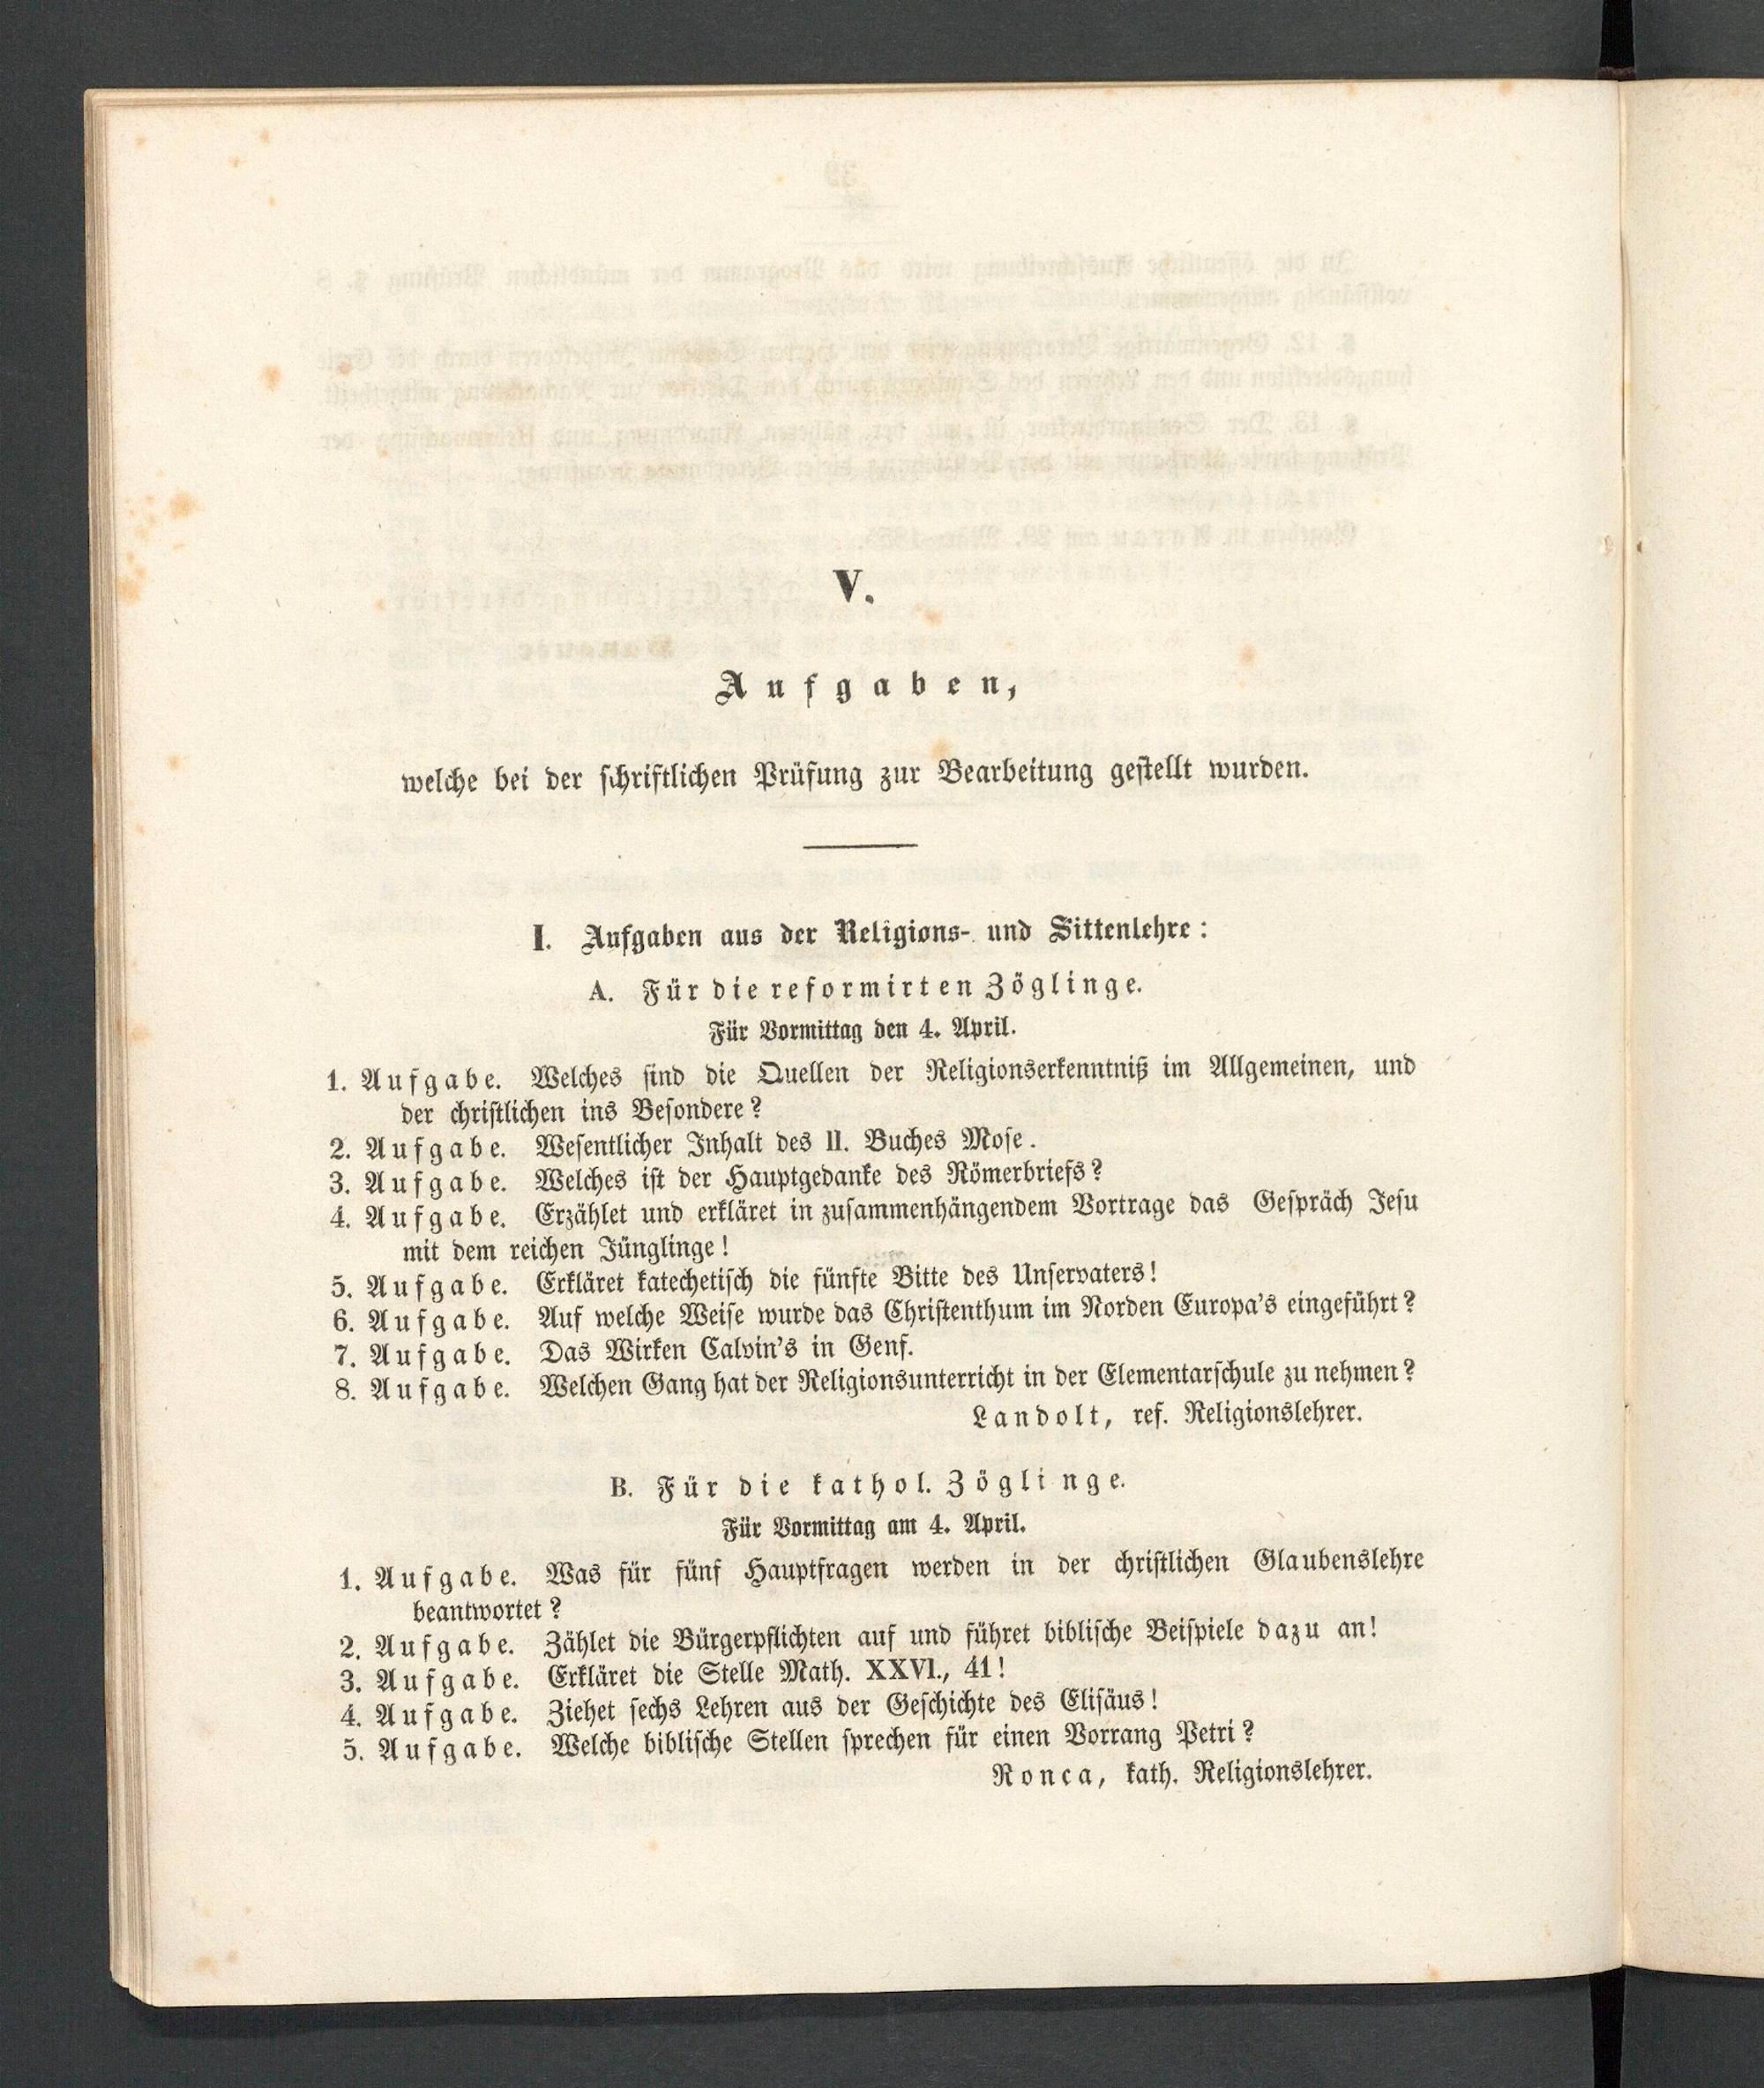 V.
Aufgaben,
welche bei der schriftlichen Prüfung zur Bearbeitung gestellt wurden.
I. Aufgaben aus der Religions- und Sittenlehre:
A. Für die reformirten Zöglinge.
Für Vormittag den 4. April.
1. Aufgabe. Welches sind die Quellen der Religionserkenntniß im Allgemeinen, und
der christlichen ins Besondere?
2. Aufgabe. Wesentlicher Inhalt des II. Buches Mose.
3. Aufgabe. Welches ist der Hauptgedanke des Römerbriefs?
4. Aufgabe. Erzählet und erkläret in zusammenhängendem Vortrage das Gespräch Jesu
mit dem reichen Jünglinge!
5. Aufgabe. Erkläret katechetisch die fünfte Bitte des Unservaters!
6. Aufgabe. Auf welche Weise wurde das Christenthum im Norden Europa's eingeführt?
7. Aufgabe. Das Wirken Calvin's in Genf.
8. Aufgabe. Welchen Gang hat der Religionsunterricht in der Elementarschule zu nehmen?
Landolt, ref. Religionslehrer.
B. Für die kathol. Zöglinge.
Für Vormittag am 4. April.
1. Aufgabe. Was für fünf Hauptfragen werden in der christlichen Glaubenslehre
beantwortet?
2. Aufgabe. Zählet die Bürgerpflichten auf und führet biblische Beispiele dazu an!
3. Aufgabe. Erkläret die Stelle Math. XXVI., 41!
4. Aufgabe. Ziehet sechs Lehren aus der Geschichte des Elisäus!
5. Aufgabe. Welche biblische Stellen sprechen für einen Vorrang Petri?
Ronca, kath. Religionslehrer.